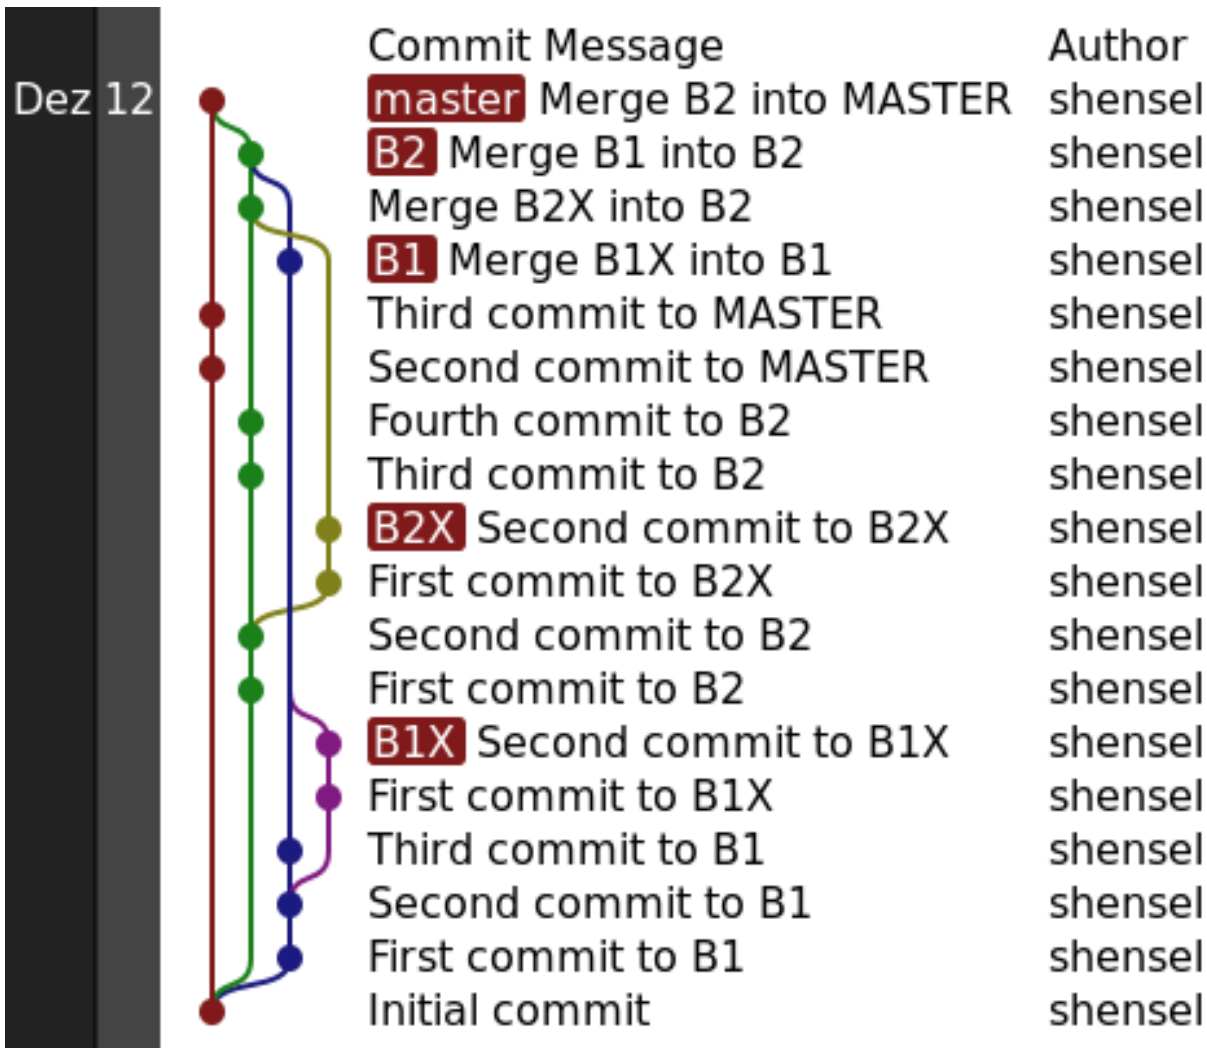 Commit Message Author
Dez 12 master Merge B2 into MASTER shensel
B2 Merge B1 into B2 shensel
Merge B2X into B2 shensel
B1 Merge B1X into B1 shensel
Third commit to MASTER shensel
Second commit to MASTER shensel
Fourth commit to B2 shensel
Third commit to B2 shensel
B2X Second commit to B2X shensel
First commit to B2X shensel
Second commit to B2 shensel
First commit to B2 shensel
B1X Second commit to B1X shensel
First commit to B1X shensel
Third commit to B1 shensel
Second commit to B1 shensel
First commit to B1 shensel
Initial commit shensel